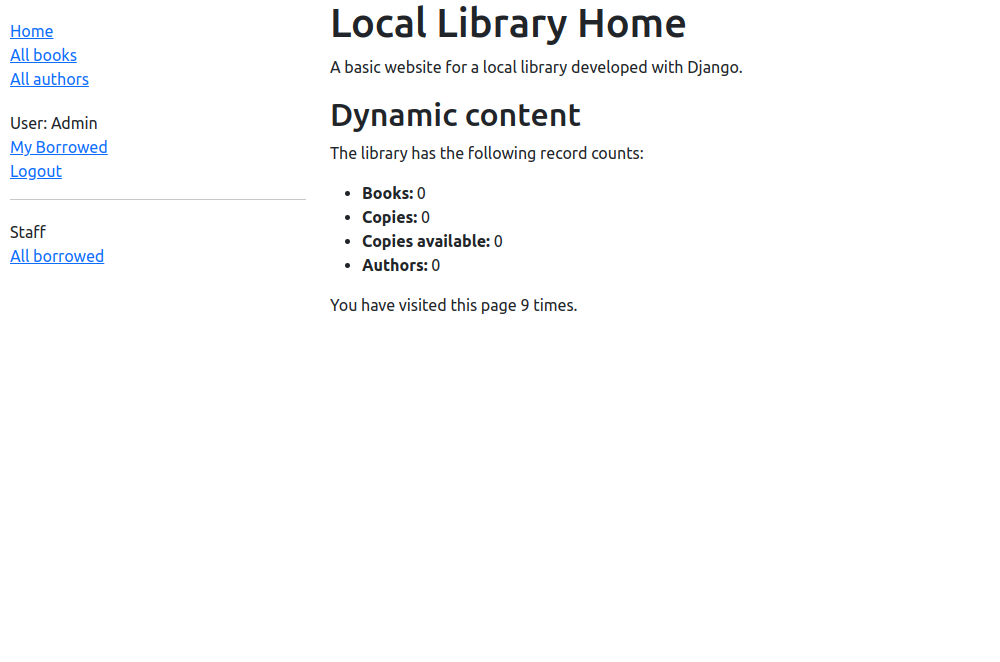 Home
All books
All authors
User: Admin
My Borrowed
Logout
Staff
All borrowed
Local Library Home
A basic website for a local library developed with Django.
Dynamic content
The library has the following record counts:
Books: 0
Copies: 0
Copies available: 0
Authors: 0
You have visited this page 9 times.